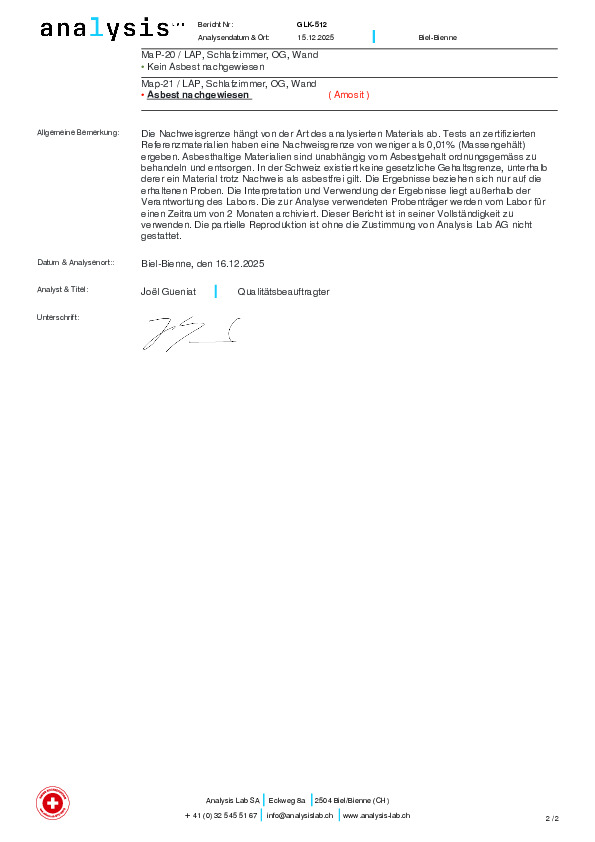 analysis
Bericht Nr: GLK-512
Analysendatum & Ort: 15.12.2025 Biel-Bienne
MaP-20 / LAP, Schlafzimmer, OG, Wand
• Kein Asbest nachgewiesen
Map-21 / LAP, Schlafzimmer, OG, Wand
• Asbest nachgewiesen ( Amosit )
Allgemeine Bemerkung: Die Nachweisgrenze hängt von der Art des analysierten Materials ab. Tests an zertifizierten
Referenzmaterialien haben eine Nachweisgrenze von weniger als 0,01% (Massengehält)
ergeben. Asbesthaltige Materialien sind unabhängig vom Asbestgehalt ordnungsgemäss zu
behandeln und entsorgen. In der Schweiz existiert keine gesetzliche Gehaltsgrenze, unterhalb
derer ein Material trotz Nachweis als asbestfrei gilt. Die Ergebnisse beziehen sich nur auf die
erhaltenen Proben. Die Interpretation und Verwendung der Ergebnisse liegt außerhalb der
Verantwortung des Labors. Die zur Analyse verwendeten Probenträger werden vom Labor für
einen Zeitraum von 2 Monaten archiviert. Dieser Bericht ist in seiner Vollständigkeit zu
verwenden. Die partielle Reproduktion ist ohne die Zustimmung von Analysis Lab AG nicht
gestattet.
Datum & Analysenort:: Biel-Bienne, den 16.12.2025
Analyst & Titel: Joël Gueniat Qualitätsbeauftragter
Unterschrift:
Analysis Lab SA Eckweg 8a 2504 Biel/Bienne (CH)
+ 41 (0) 32 545 51 67 info@analysislab.ch www.analysis-lab.ch
2 / 2